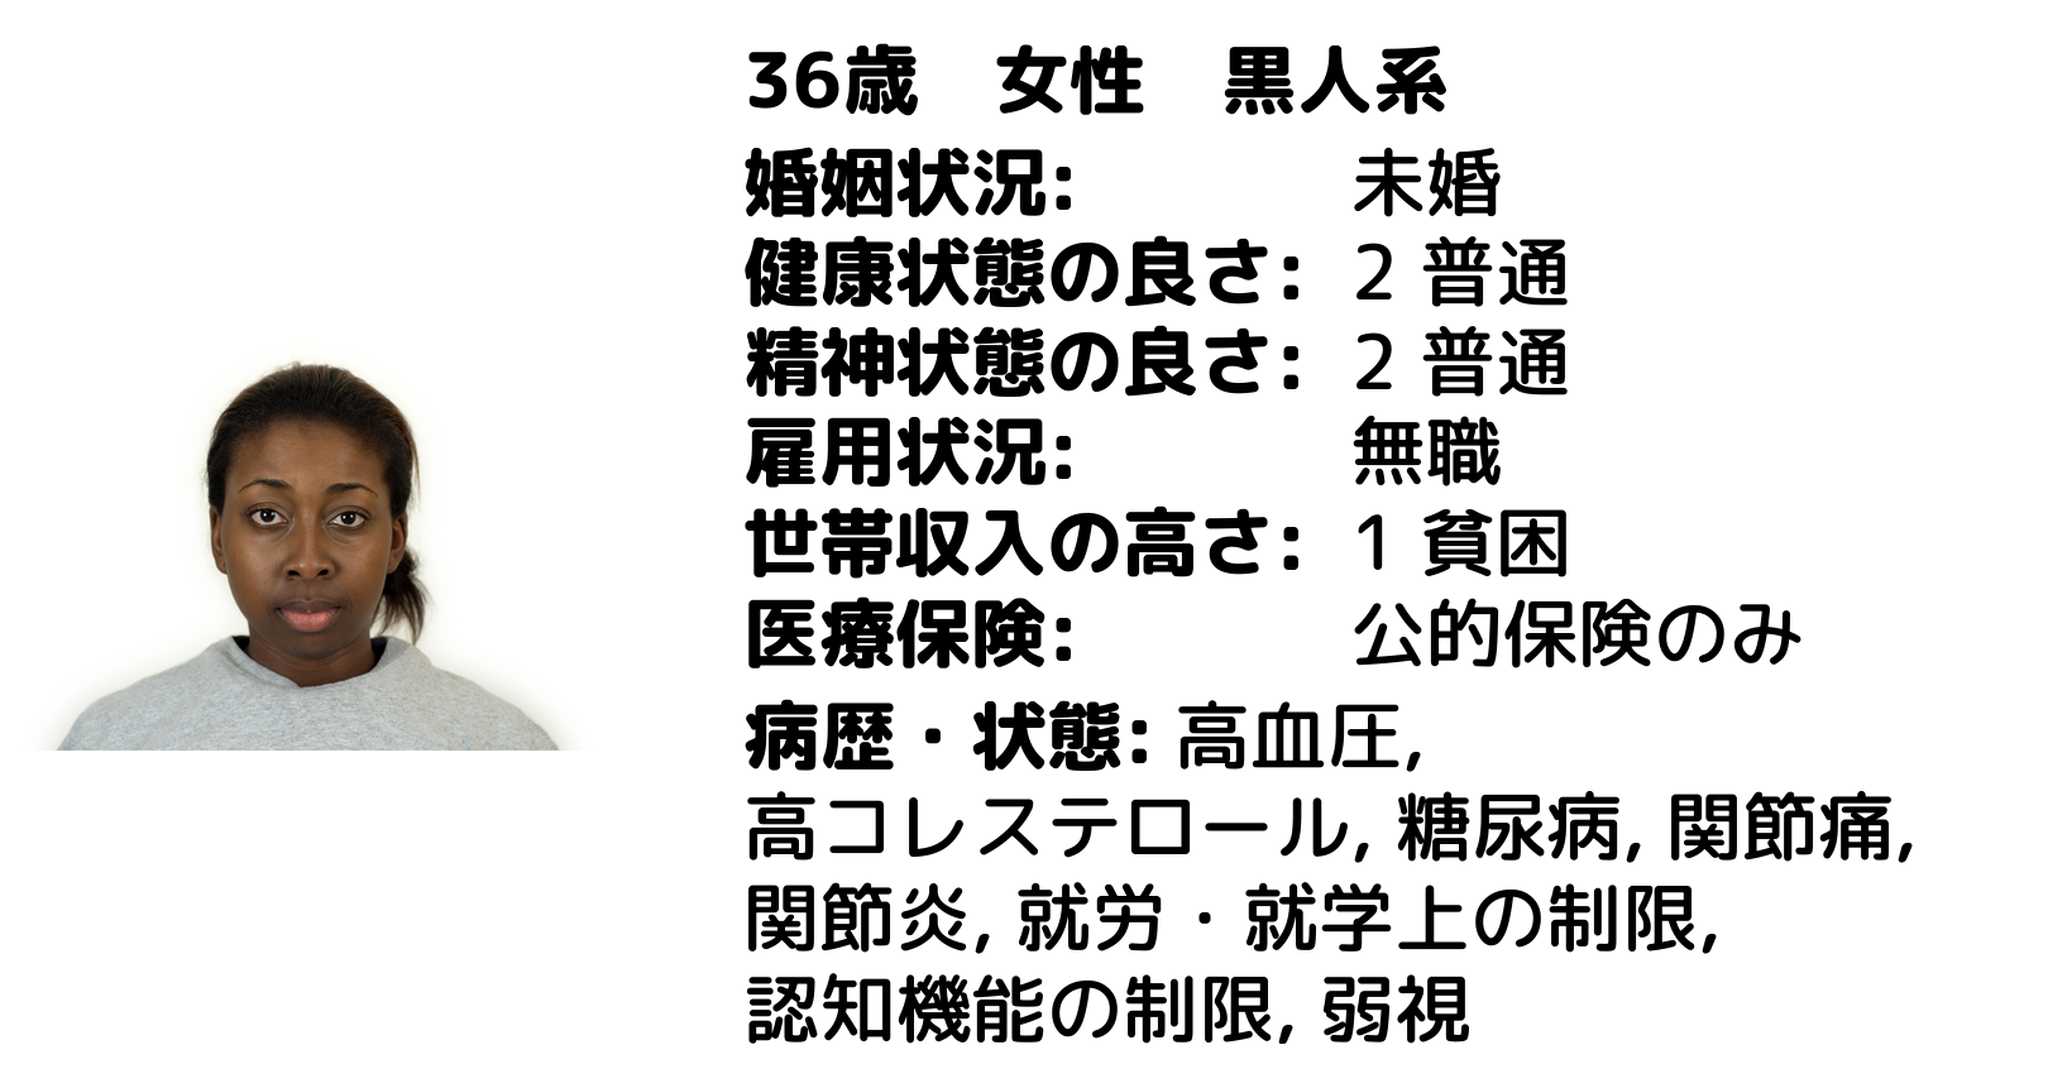 36歳　女性　黒人系
婚姻状況: 未婚
健康状態の良さ: 2 普通
精神状態の良さ: 2 普通
雇用状況: 無職
世帯収入の高さ: 1 貧困
医療保険: 公的保険のみ
病歴・状態: 高血圧,
高コレステロール, 糖尿病, 関節痛,
関節炎, 就労・就学上の制限,
認知機能の制限, 弱視